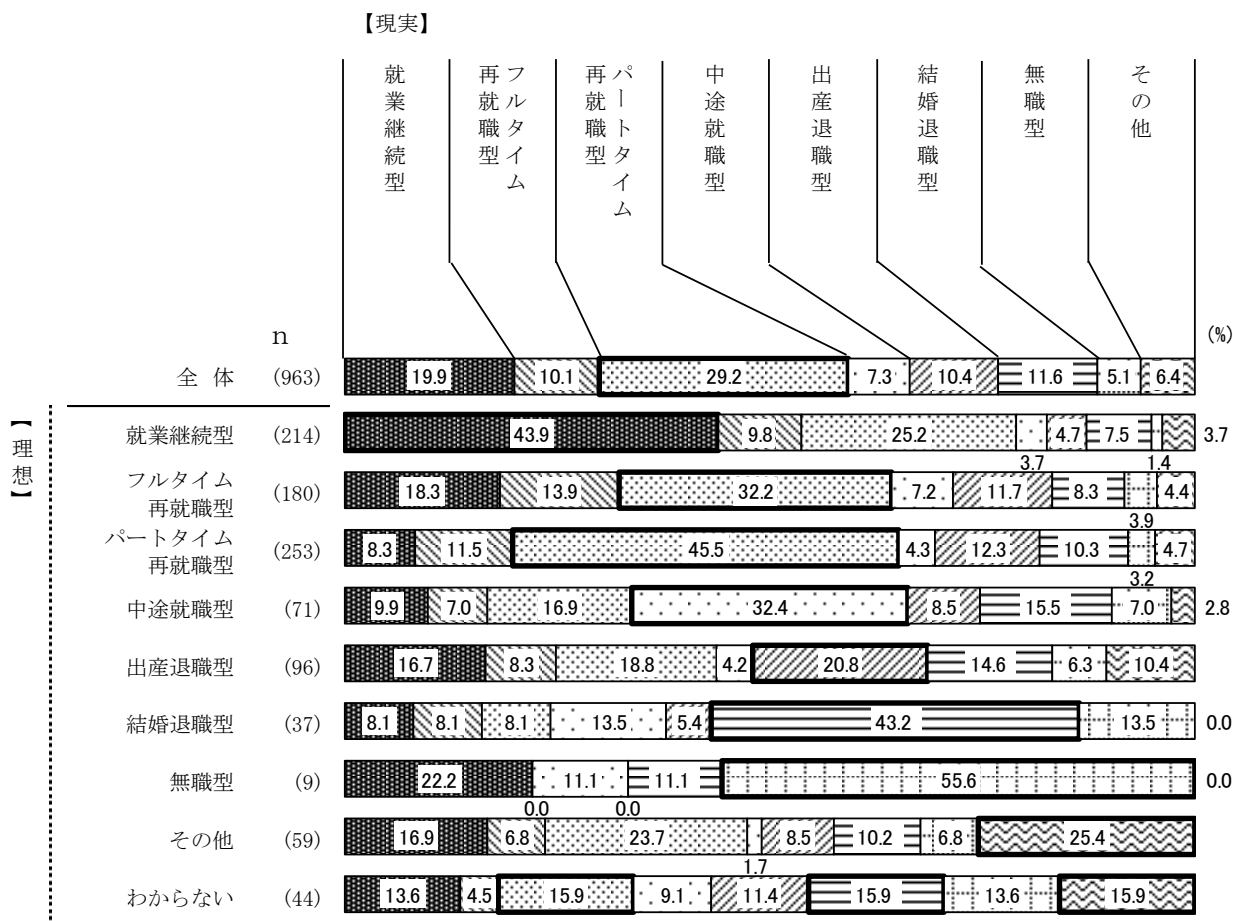 【現実】
就業継続型
フルタイム
再就職型
パートタイム
再就職型
中途就職型
出産退職型
結婚退職型
無職型
その他
n
(%)
全 体 (963) 19.9 10.1 29.2 7.3 10.4 11.6 5.1 6.4
【理想】
就業継続型 (214) 43.9 9.8 25.2 4.7 7.5 3.7
3.7 1.4
フルタイム
再就職型 (180) 18.3 13.9 32.2 7.2 11.7 8.3 4.4
3.9
パートタイム
再就職型 (253) 8.3 11.5 45.5 4.3 12.3 10.3 4.7
3.2
中途就職型 (71) 9.9 7.0 16.9 32.4 8.5 15.5 7.0 2.8
出産退職型 (96) 16.7 8.3 18.8 4.2 20.8 14.6 6.3 10.4
結婚退職型 (37) 8.1 8.1 8.1 13.5 5.4 43.2 13.5 0.0
無職型 (9) 22.2 11.1 11.1 55.6 0.0
0.0 0.0
その他 (59) 16.9 6.8 23.7 8.5 10.2 6.8 25.4
1.7
わからない (44) 13.6 4.5 15.9 9.1 11.4 15.9 13.6 15.9